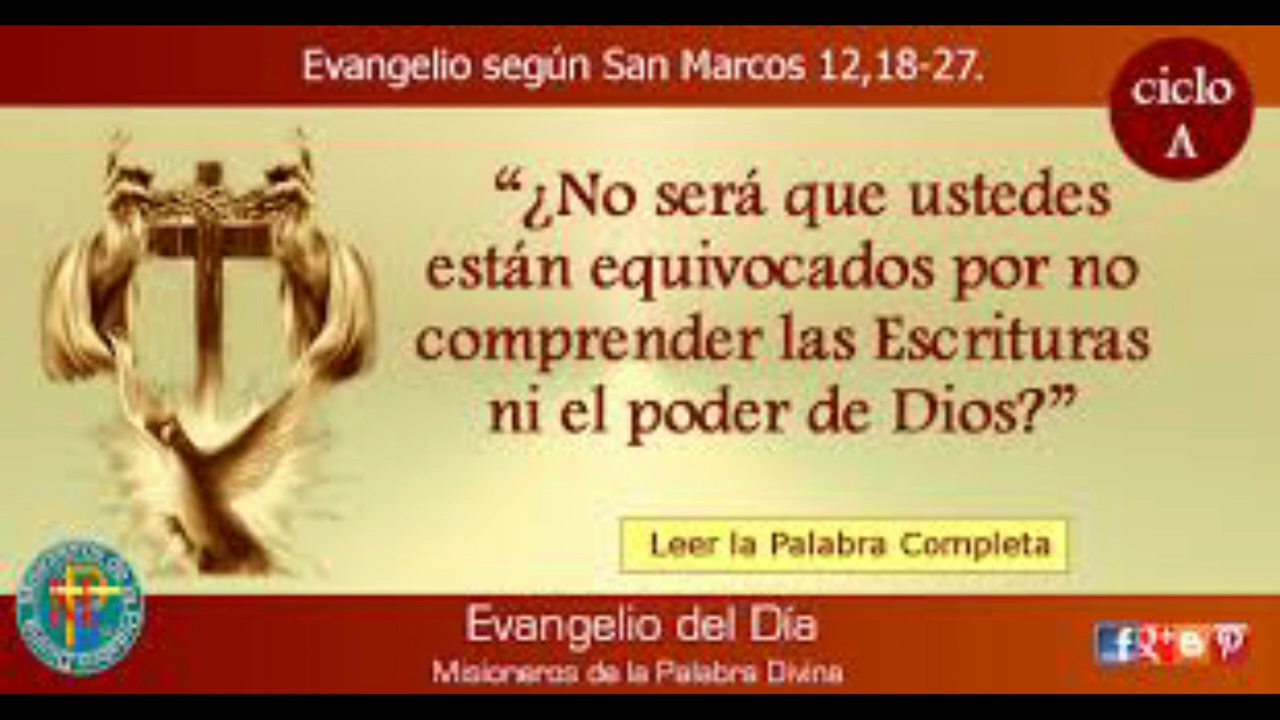 Evangelio según San Marcos 12,18-27.
ciclo
A
“¿No será que ustedes
están equivocados por no
comprender las Escrituras
ni el poder de Dios?”
Leer la Palabra Completa
Evangelio del Día
Misioneros de la Palabra Divina